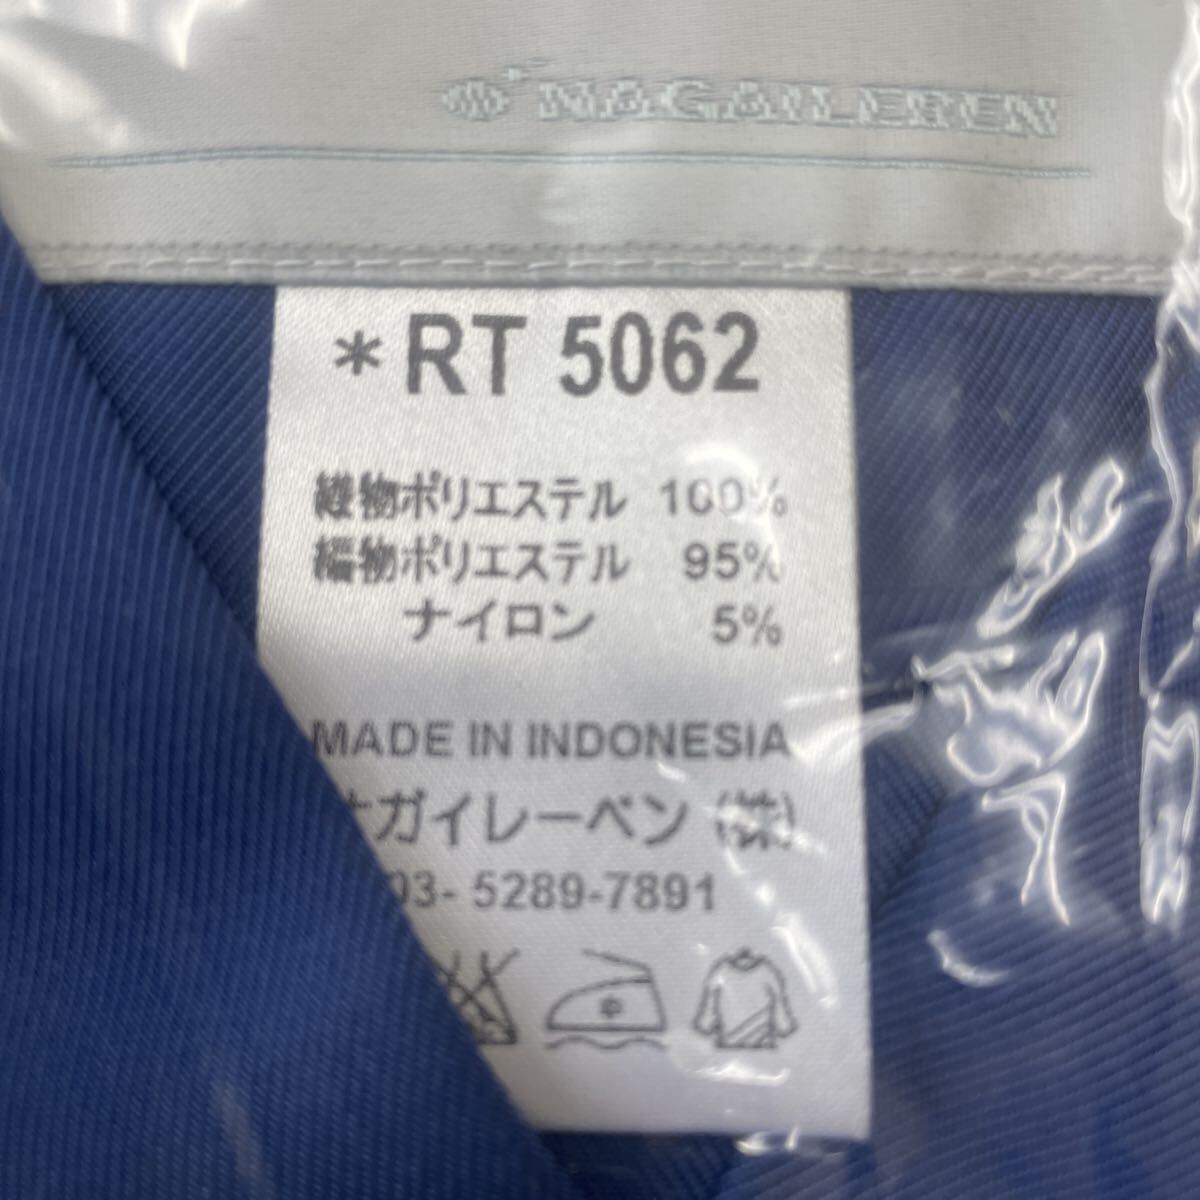 NAGAILEBEN
*RT 5062
織物ポリエステル 100%
編物ポリエステル 95%
ナイロン 5%
MADE IN INDONESIA
ナガイレーベン (株)
03-5289-7891